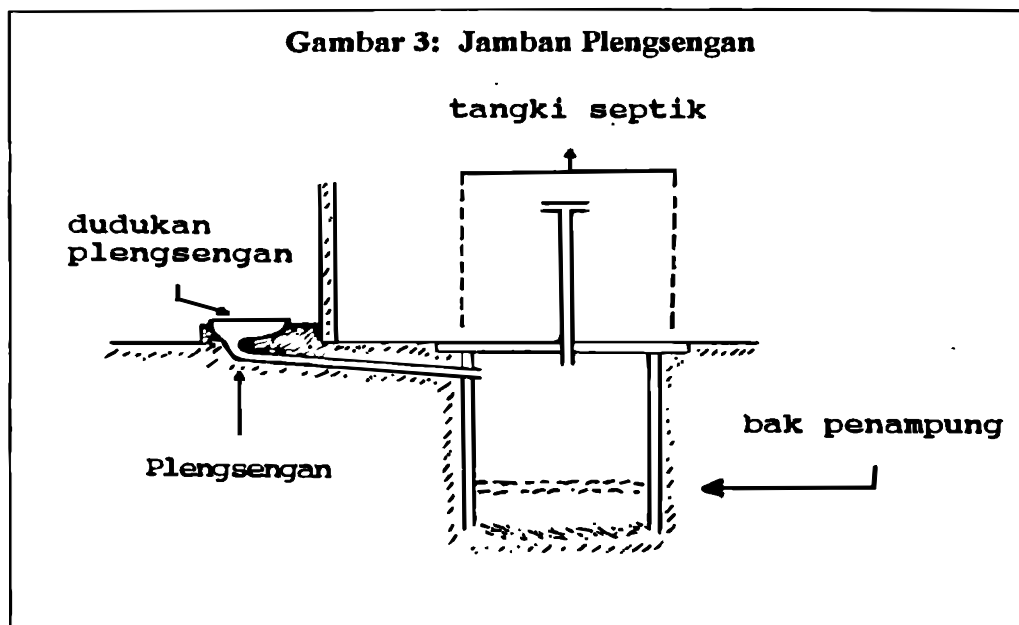 Gambar 3: Jamban Plengsengan
tangki septik
dudukan
plengsengan
bak penampung
Plengsengan